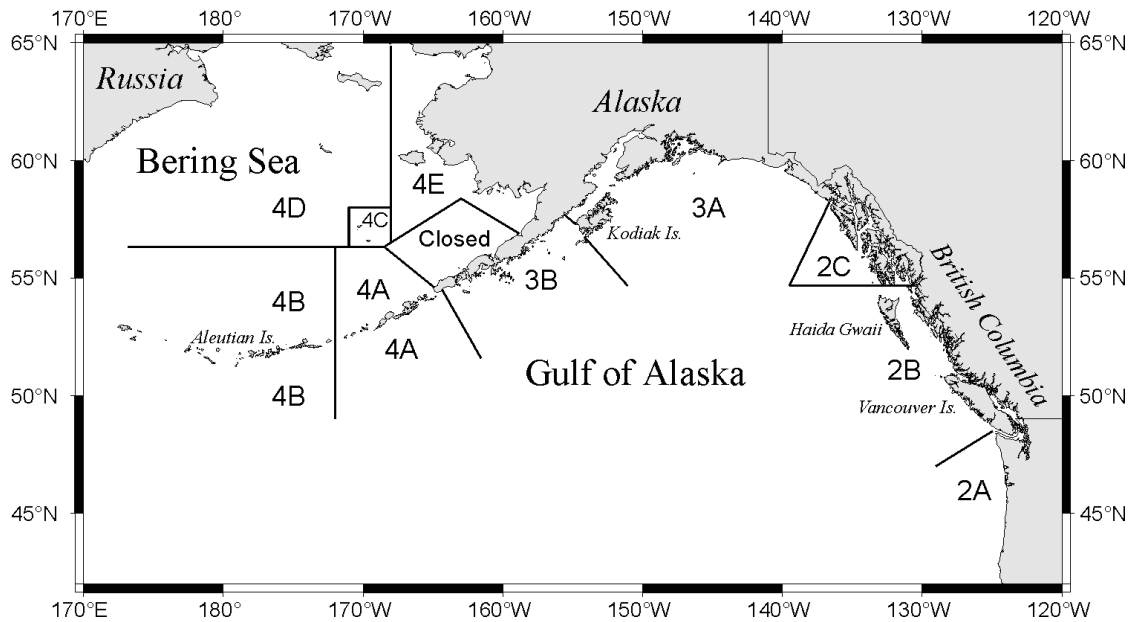 170°E 180° 170°W 160°W 150°W 140°W 130°W 120°W
65°N 65°N
Russia
Alaska
Bering Sea
60°N 60°N
4E
4D
4C
3A
Closed
Kodiak Is.
55°N 55°N
4B
4A
3B
2C
British Columbia
Haida Gwaii
Aleutian Is.
4A
Gulf of Alaska
2B
50°N 50°N
4B
Vancouver Is.
2A
45°N 45°N
170°E 180° 170°W 160°W 150°W 140°W 130°W 120°W